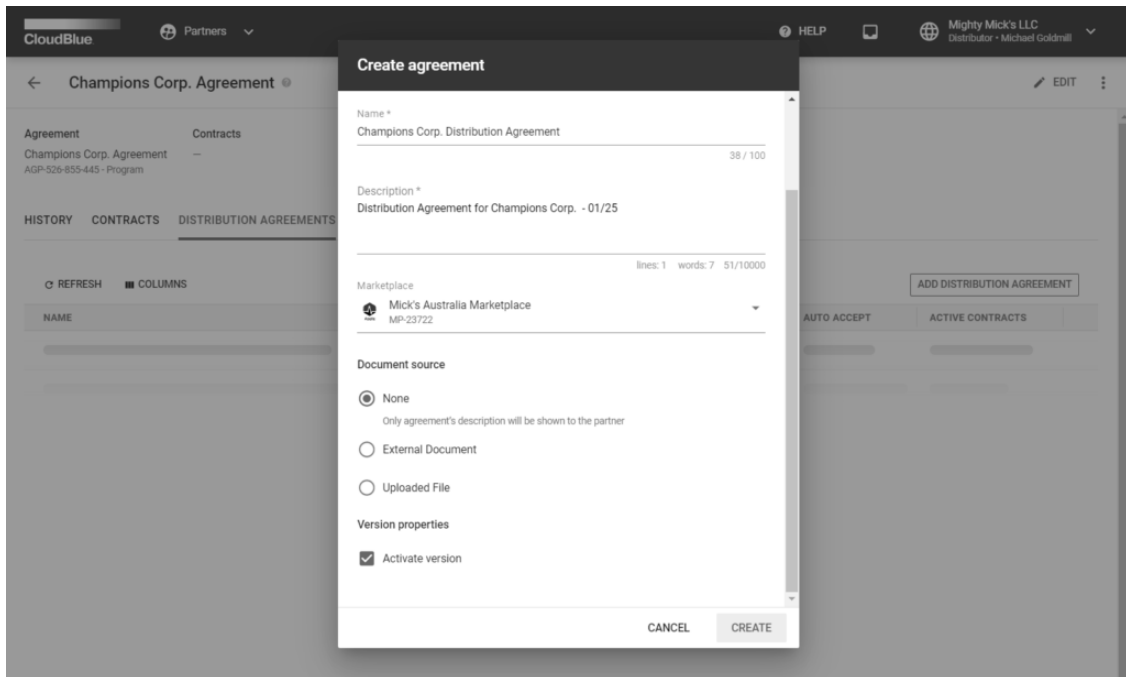 CloudBlue
Partners
HELP
Mighty Mick's LLC
Distributor • Michael Goldmill
Champions Corp. Agreement
EDIT
Agreement
Contracts
Champions Corp. Agreement
—
AGP-526-855-445 - Program
HISTORY CONTRACTS DISTRIBUTION AGREEMENTS
REFRESH COLUMNS
ADD DISTRIBUTION AGREEMENT
NAME
AUTO ACCEPT
ACTIVE CONTRACTS
Create agreement
Name *
Champions Corp. Distribution Agreement
38 / 100
Description *
Distribution Agreement for Champions Corp. - 01/25
lines: 1 words: 7 51/10000
Marketplace
Mick's Australia Marketplace
MP-23722
Document source
None
Only agreement's description will be shown to the partner
External Document
Uploaded File
Version properties
Activate version
CANCEL CREATE